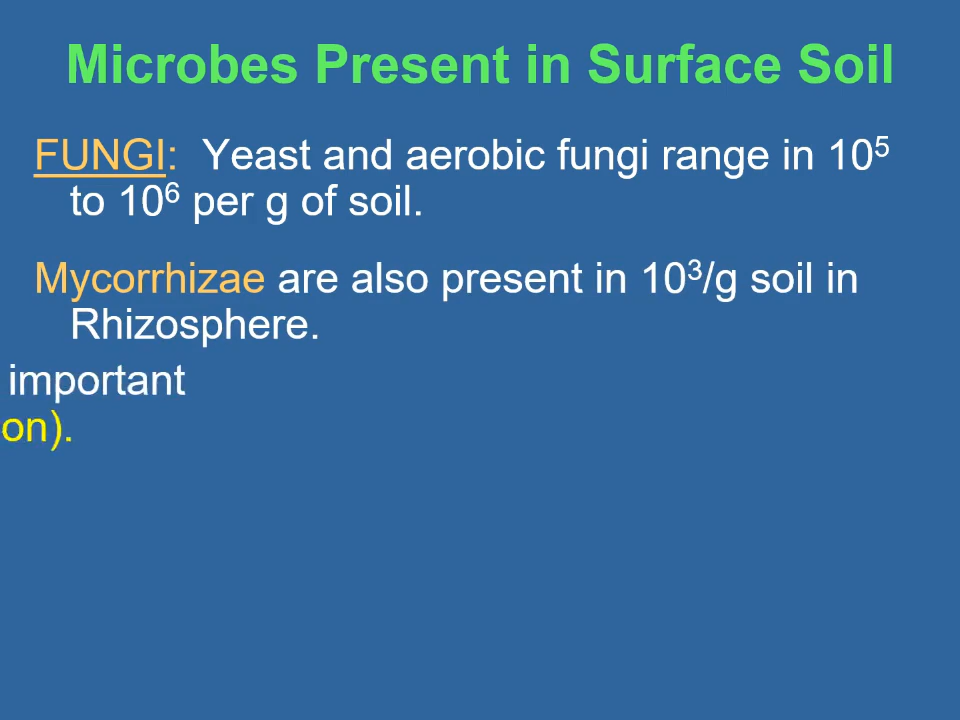 Microbes Present in Surface Soil
FUNGI: Yeast and aerobic fungi range in 10⁵
to 10⁶ per g of soil.
Mycorrhizae are also present in 10³/g soil in
Rhizosphere.
important
on).